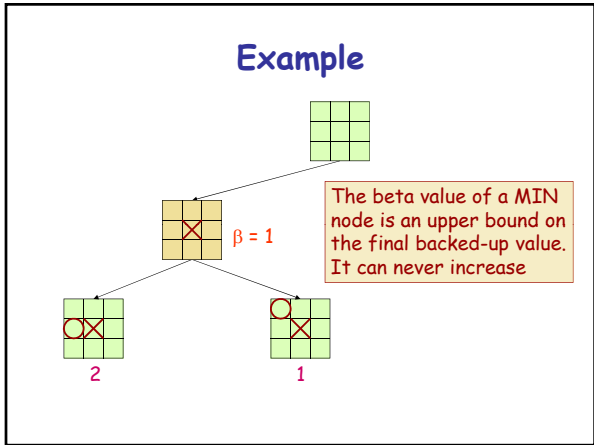 Example
The beta value of a MIN
node is an upper bound on
the final backed-up value.
It can never increase
β = 1
2
1